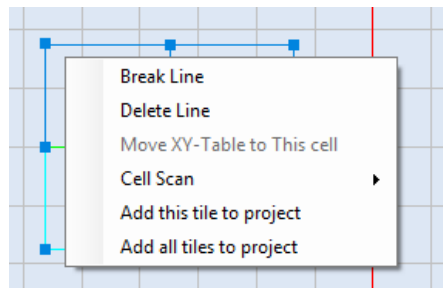 Break Line
Delete Line
Move XY-Table to This cell
Cell Scan
Add this tile to project
Add all tiles to project